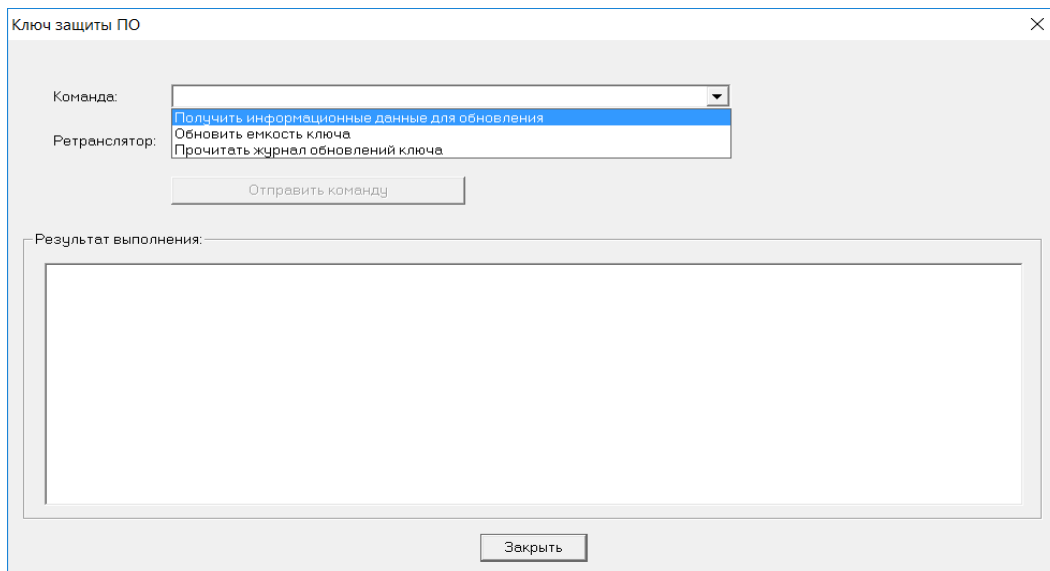 Ключ защиты ПО
Команда:
Получить информационные данные для обновления
Обновить емкость ключа
Ретранслятор:
Прочитать журнал обновлений ключа
Отправить команду
Результат выполнения:
Закрыть